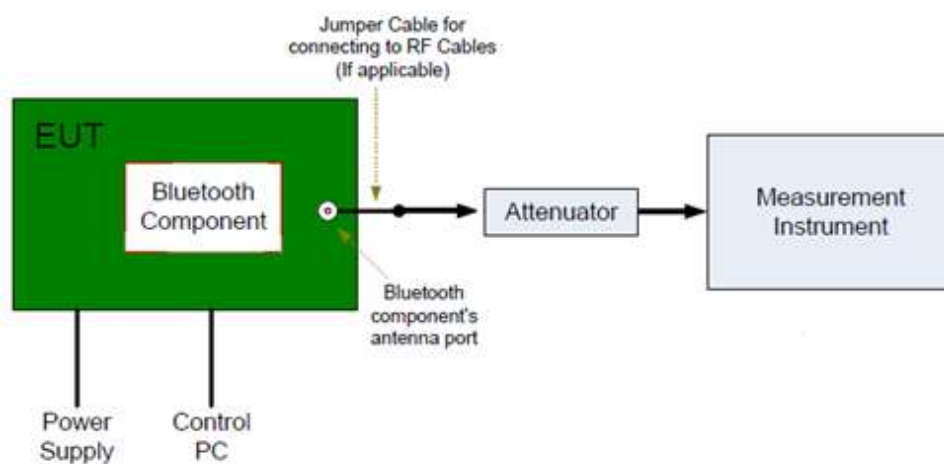 Jumper Cable for
connecting to RF Cables
(If applicable)
EUT
Bluetooth
Component
Attenuator
Measurement
Instrument
Bluetooth
component's
antenna port
Power
Supply
Control
PC